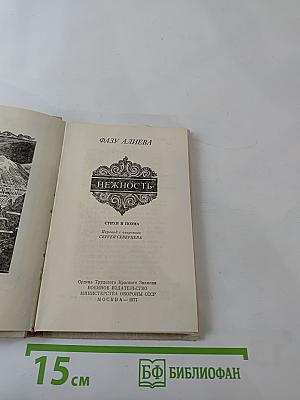 ФАЗУ АЛИЕВА
НЕЖНОСТЬ
СТИХИ И ПОЭМА
Перевод с аварского
СЕРГЕЯ СЕВЕРЦЕВА
Ордена Трудового Красного Знамени
ВОЕННОЕ ИЗДАТЕЛЬСТВО
МИНИСТЕРСТВА ОБОРОНЫ СССР
МОСКВА—1977
15 см
БФ БИБЛИОФАН